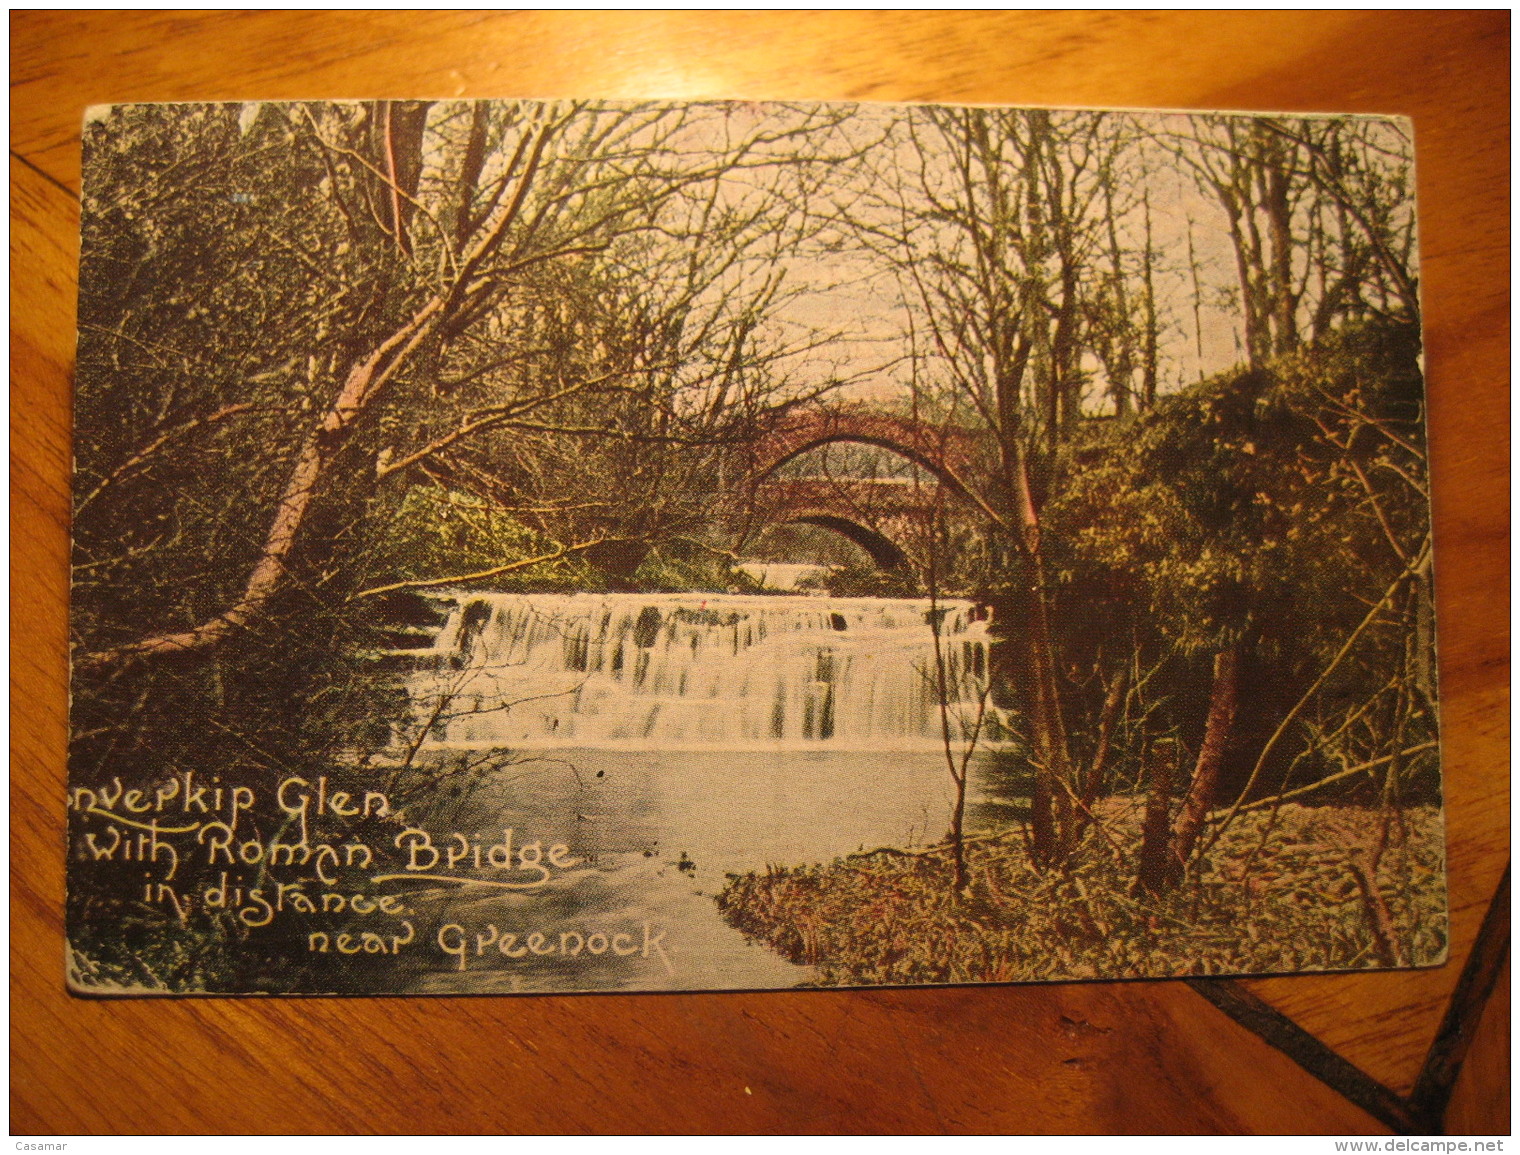 nverkip Glen
with Roman Bridge
in distance
near Greenock
Casamar
www.delcampe.net